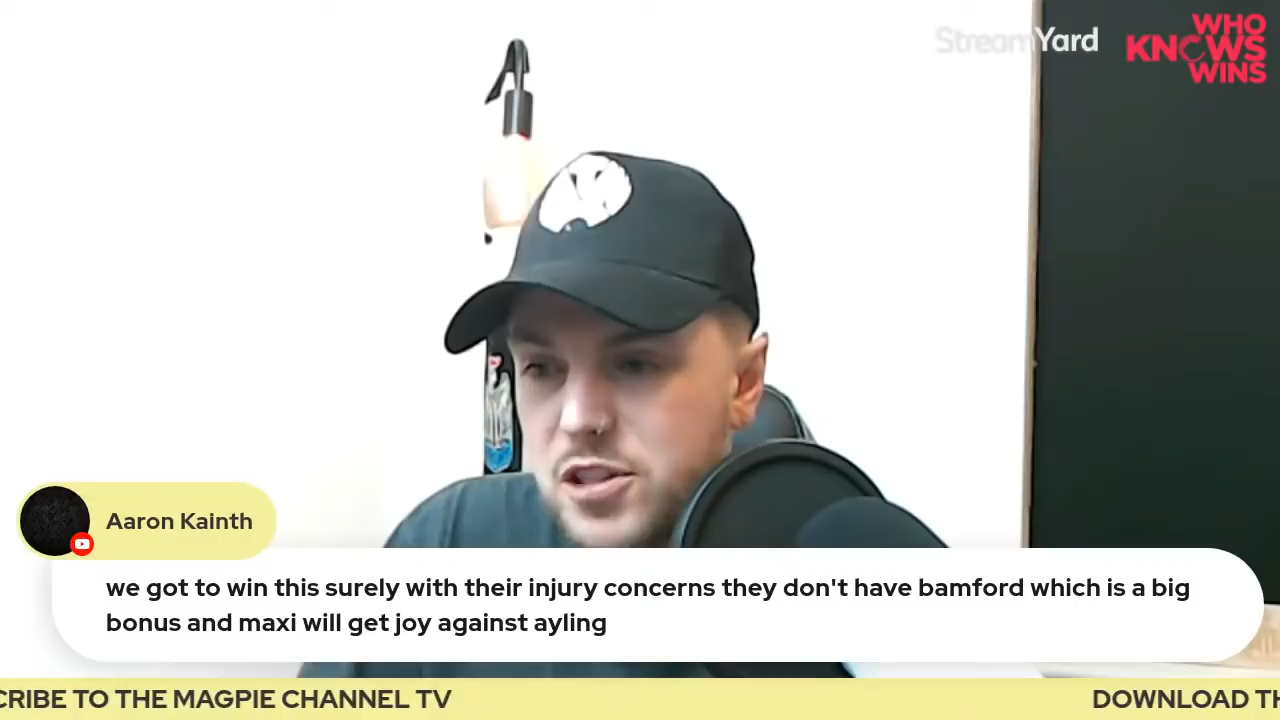 StreamYard
WHO
KNOWS
WINS
Aaron Kainth
we got to win this surely with their injury concerns they don't have bamford which is a big
bonus and maxi will get joy against ayling
CRIBE TO THE MAGPIE CHANNEL TV
DOWNLOAD TH